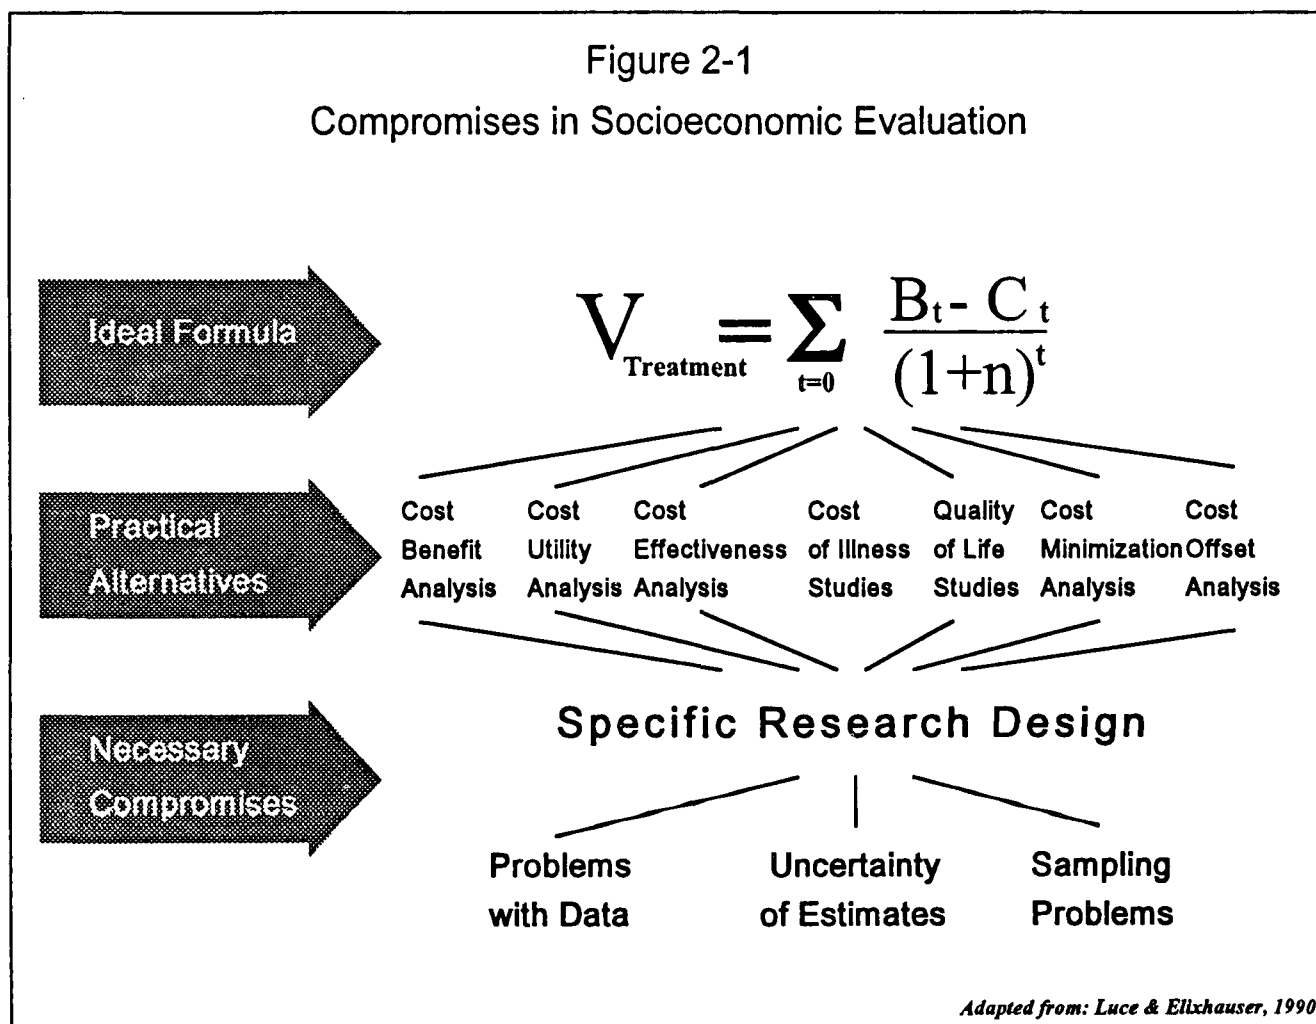 Figure 2-1
Compromises in Socioeconomic Evaluation
Ideal Formula
V Treatment = Σ t=0 (Bt - Ct) / (1+n)^t
Practical
Alternatives
Cost
Benefit
Analysis
Cost
Utility
Analysis
Cost
Effectiveness
Analysis
Cost
of Illness
Studies
Quality
of Life
Studies
Cost
Minimization
Analysis
Cost
Offset
Analysis
Necessary
Compromises
Specific Research Design
Problems
with Data
Uncertainty
of Estimates
Sampling
Problems
Adapted from: Luce & Elixhauser, 1990